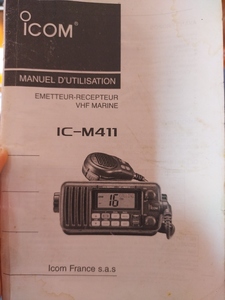 ICOM
MANUEL D'UTILISATION
EMETTEUR-RECEPTEUR
VHF MARINE
IC-M411
16
Icom France s.a.s